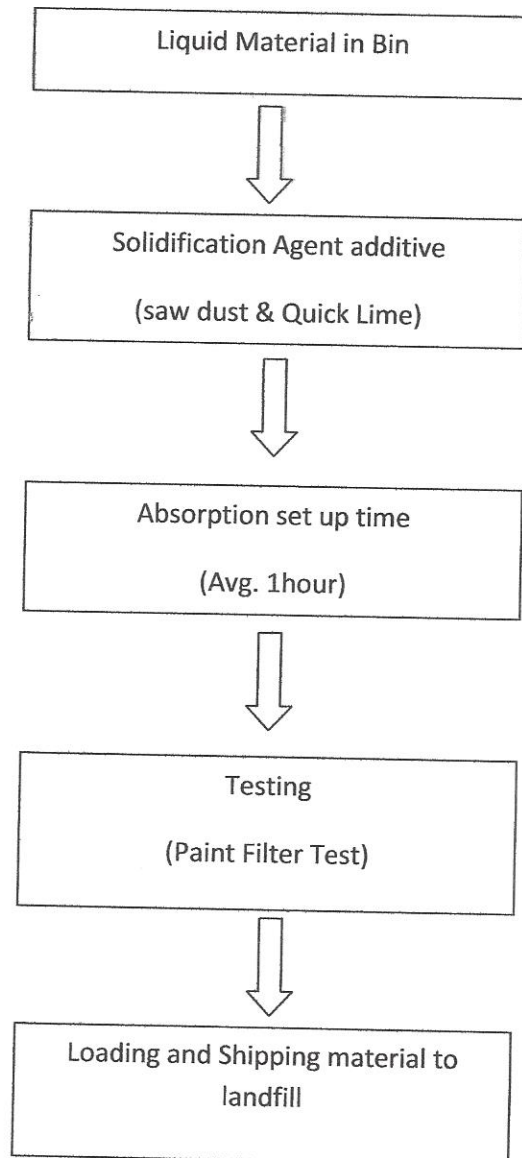 Liquid Material in Bin
Solidification Agent additive
(saw dust & Quick Lime)
Absorption set up time
(Avg. 1hour)
Testing
(Paint Filter Test)
Loading and Shipping material to
landfill